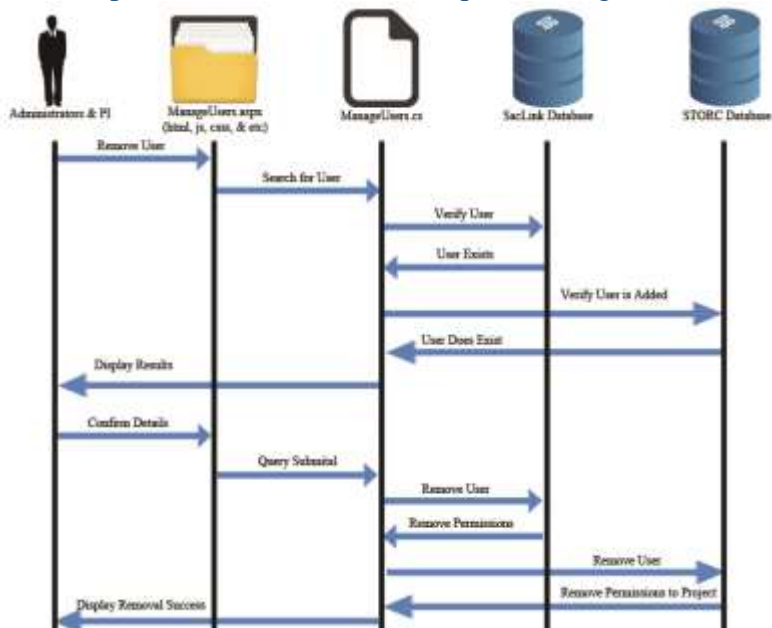 Administrators & PI
ManageUsers.aspx
(html, js, css, & etc)
ManageUsers.cs
SacLink Database
STORC Database
Remove User
Search for User
Verify User
User Exists
Verify User is Added
User Does Exist
Display Results
Confirm Details
Query Submital
Remove User
Remove Permissions
Remove User
Remove Permissions to Project
Display Removal Success